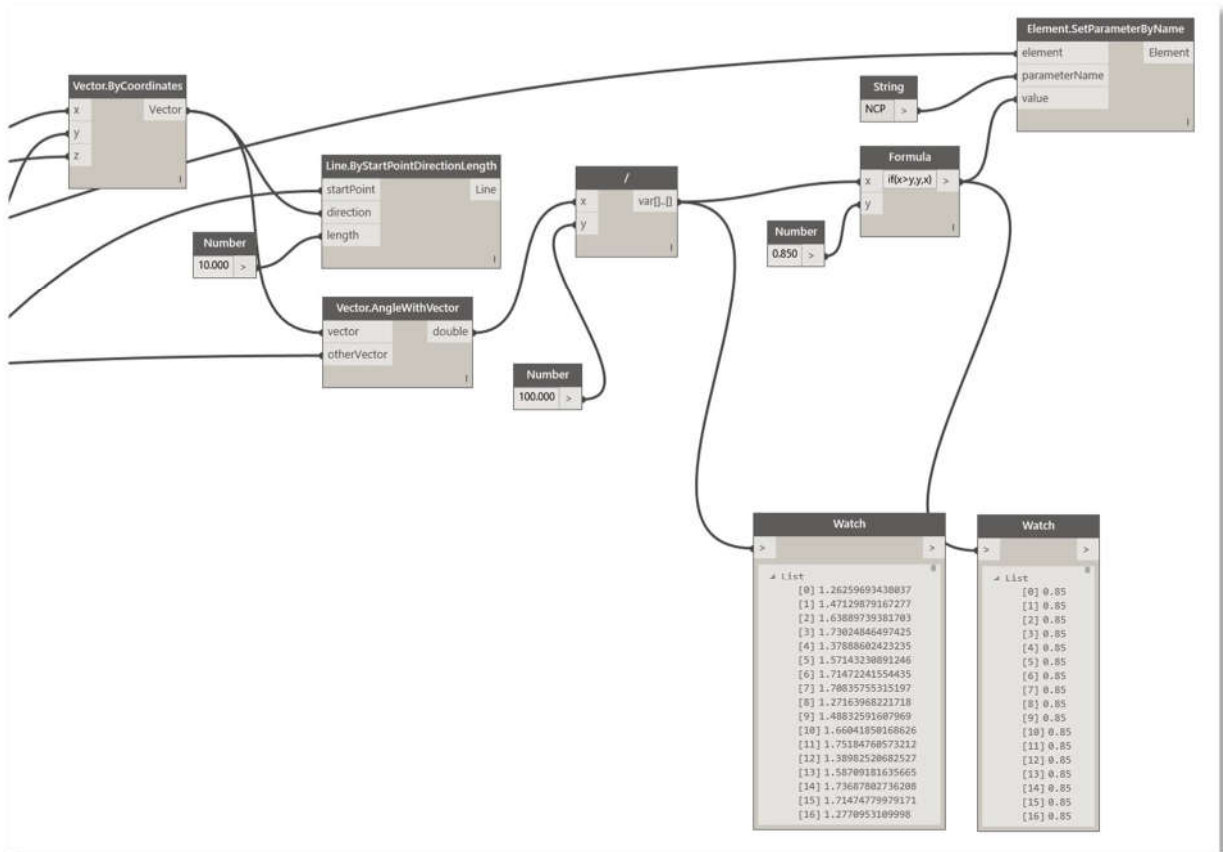 Element.SetParameterByName
element Element
parameterName
value
String
NCP >
Vector.ByCoordinates
x Vector
y
z
Formula
x if(x>y,y,x) >
y
Line.ByStartPointDirectionLength
startPoint Line
direction
length
/
x var[]..[]
y
Number
0.850 >
Number
10.000 >
Vector.AngleWithVector
vector double
otherVector
Number
100.000 >
Watch
> >
List
[0] 1.26259693438037
[1] 1.47129879167277
[2] 1.63889739381703
[3] 1.73024846497425
[4] 1.37888602423235
[5] 1.57143230891246
[6] 1.71472241554435
[7] 1.70835755315197
[8] 1.27163968221718
[9] 1.48832591607969
[10] 1.66041850168626
[11] 1.75184760573212
[12] 1.38982520682527
[13] 1.58709181635665
[14] 1.73687802736208
[15] 1.71474779979171
[16] 1.2770953109998
Watch
> >
List
[0] 0.85
[1] 0.85
[2] 0.85
[3] 0.85
[4] 0.85
[5] 0.85
[6] 0.85
[7] 0.85
[8] 0.85
[9] 0.85
[10] 0.85
[11] 0.85
[12] 0.85
[13] 0.85
[14] 0.85
[15] 0.85
[16] 0.85